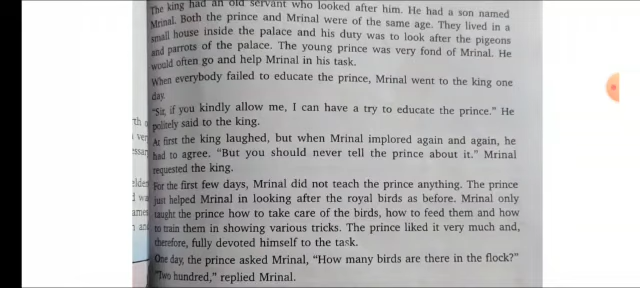 The king had an old servant who looked after him. He had a son named
Mrinal. Both the prince and Mrinal were of the same age. They lived in a
small house inside the palace and his duty was to look after the pigeons
and parrots of the palace. The young prince was very fond of Mrinal. He
would often go and help Mrinal in his task.
When everybody failed to educate the prince, Mrinal went to the king one
day.
"Sir, if you kindly allow me, I can have a try to educate the prince." He
politely said to the king.
At first the king laughed, but when Mrinal implored again and again, he
had to agree. "But you should never tell the prince about it." Mrinal
requested the king.
For the first few days, Mrinal did not teach the prince anything. The prince
just helped Mrinal in looking after the royal birds as before. Mrinal only
taught the prince how to take care of the birds, how to feed them and how
to train them in showing various tricks. The prince liked it very much and,
therefore, fully devoted himself to the task.
One day, the prince asked Mrinal, "How many birds are there in the flock?"
"Two hundred," replied Mrinal.